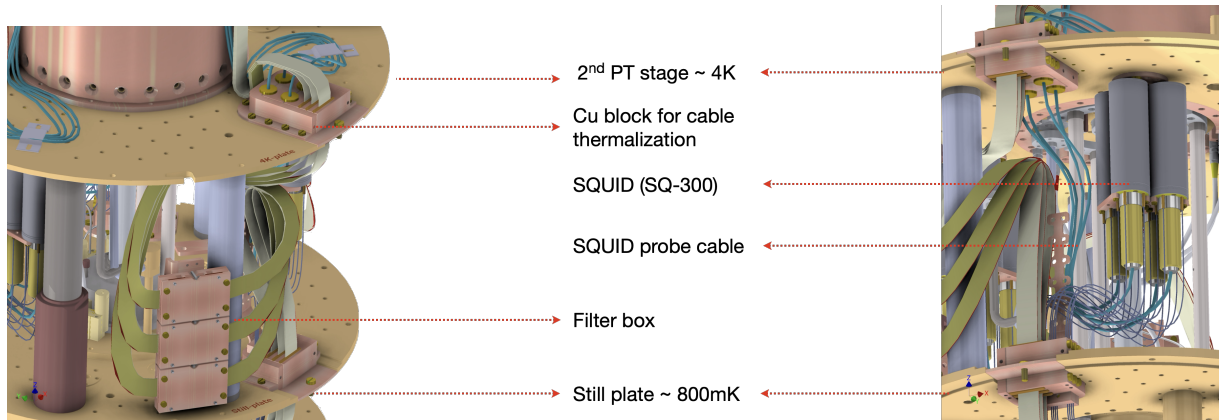 2nd PT stage ~ 4K
Cu block for cable
thermalization
4K-plate
SQUID (SQ-300)
SQUID probe cable
Filter box
Still plate ~ 800mK
Still-plate
Z
Z
X